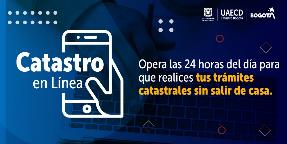 UAECD
BOGOTÁ
Catastro
en Línea
Opera las 24 horas del día para
que realices tus trámites
catastrales sin salir de casa.